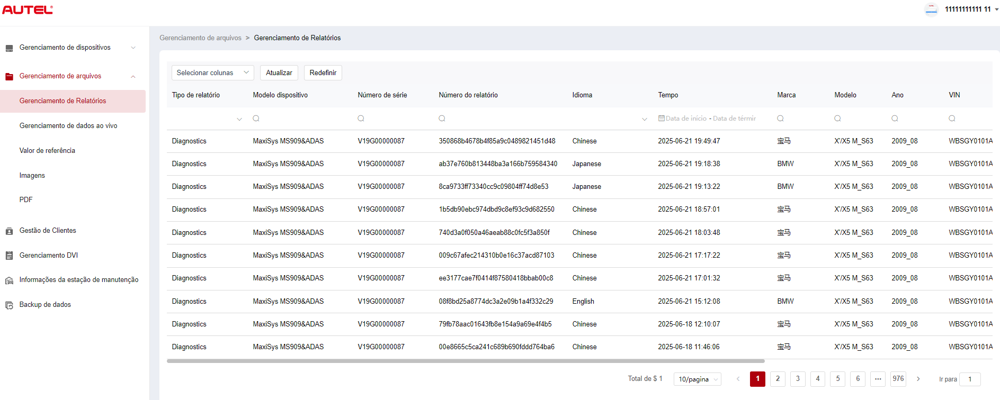 AUTEL
11111111111 11
Gerenciamento de dispositivos
Gerenciamento de arquivos
Gerenciamento de Relatórios
Gerenciamento de dados ao vivo
Valor de referência
Imagens
PDF
Gestão de Clientes
Gerenciamento DVI
Informações da estação de manutenção
Backup de dados
Gerenciamento de arquivos > Gerenciamento de Relatórios
Selecionar colunas Atualizar Redefinir
Tipo de relatório Modelo dispositivo Número de série Número do relatório Idioma Tempo Marca Modelo Ano VIN
Data de início - Data de térmir
Diagnostics MaxiSys MS909&ADAS V19G00000087 350868b4678b4f85a9c0489821451d48 Chinese 2025-06-21 19:49:47 宝马 X'/X5 M_S63 2009_08 WBSGY0101A
Diagnostics MaxiSys MS909&ADAS V19G00000087 ab37e760b813448ba3a166b759584340 Japanese 2025-06-21 19:18:38 BMW X'/X5 M_S63 2009_08 WBSGY0101A
Diagnostics MaxiSys MS909&ADAS V19G00000087 8ca9733ff73340cc9c09804ff74d8e53 Japanese 2025-06-21 19:13:22 BMW X'/X5 M_S63 2009_08 WBSGY0101A
Diagnostics MaxiSys MS909&ADAS V19G00000087 1b5db90ebc974dbd9c8ef93c9d682550 Chinese 2025-06-21 18:57:01 宝马 X'/X5 M_S63 2009_08 WBSGY0101A
Diagnostics MaxiSys MS909&ADAS V19G00000087 740d3a0f050a46aeab88c0fc5f3a850f Chinese 2025-06-21 18:03:48 宝马 X'/X5 M_S63 2009_08 WBSGY0101A
Diagnostics MaxiSys MS909&ADAS V19G00000087 009c67afec214310b0e16c37acd87103 Chinese 2025-06-21 17:17:22 宝马 X'/X5 M_S63 2009_08 WBSGY0101A
Diagnostics MaxiSys MS909&ADAS V19G00000087 ee3177cae7f0414f87580418bbab00c8 Chinese 2025-06-21 17:01:32 宝马 X'/X5 M_S63 2009_08 WBSGY0101A
Diagnostics MaxiSys MS909&ADAS V19G00000087 08f8bd25a8774dc3a2e09b1a4f332c29 English 2025-06-21 15:12:08 BMW X'/X5 M_S63 2009_08 WBSGY0101A
Diagnostics MaxiSys MS909&ADAS V19G00000087 79fb78aac01643fb8e154a9a69e4f4b5 Chinese 2025-06-18 12:10:07 宝马 X'/X5 M_S63 2009_08 WBSGY0101A
Diagnostics MaxiSys MS909&ADAS V19G00000087 00e8665c5ca241c689b690fddd764ba6 Chinese 2025-06-18 11:46:06 宝马 X'/X5 M_S63 2009_08 WBSGY0101A
Total de $ 1 10/pagina < 1 2 3 4 5 6 ··· 976 > Ir para 1